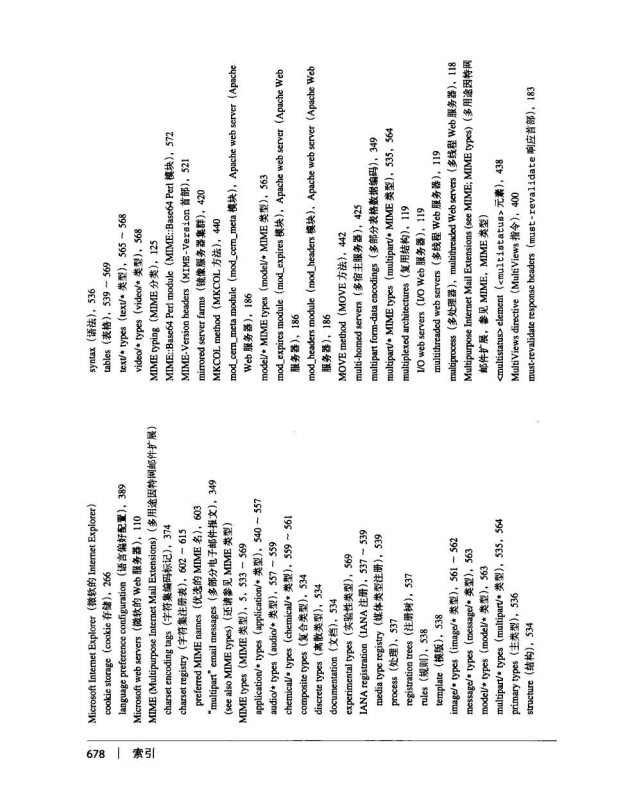 Microsoft Internet Explorer（微软的 Internet Explorer）
cookie storage（cookie 存储），266
language preference configuration（语言偏好配置），389
Microsoft web servers（微软的 Web 服务器），110
MIME (Multipurpose Internet Mail Extensions)（多用途因特网邮件扩展）
charset encoding tags（字符集编码标记），374
charset registry（字符集注册表），602 ~ 615
preferred MIME names（优选的 MIME 名），603
"multipart" email messages（多部分电子邮件报文），349
(see also MIME types)（还请参见 MIME 类型）
MIME types（MIME 类型），5，533 ~ 569
application/* types（application/* 类型），540 ~ 557
audio/* types（audio/* 类型），557 ~ 559
chemical/* types（chemical/* 类型），559 ~ 561
composite types（复合类型），534
discrete types（离散类型），534
documentation（文档），534
experimental types（实验性类型），569
IANA registration（IANA 注册），537 ~ 539
media type registry（媒体类型注册），539
process（处理），537
registration trees（注册树），537
rules（规则），538
template（模版），538
image/* types（image/* 类型），561 ~ 562
message/* types（message/* 类型），563
model/* types（model/* 类型），563
multipart/* types（multipart/* 类型），535，564
primary types（主类型），536
structure（结构），534
syntax（语法），536
tables（表格），539 ~ 569
text/* types（text/* 类型），565 ~ 568
video/* types（video/* 类型），568
MIME typing（MIME 分类），125
MIME::Base64 Perl module（MIME::Base64 Perl 模块），572
MIME-Version headers（MIME-Version 首部），521
mirrored server farms（镜像服务器集群），420
MKCOL method（MKCOL 方法），440
mod_cern_meta module（mod_cern_meta 模块），Apache web server（Apache
Web 服务器），186
model/* MIME types（model/* MIME 类型），563
mod_expires module（mod_expires 模块），Apache web server（Apache Web
服务器），186
mod_headers module（mod_headers 模块），Apache web server（Apache Web
服务器），186
MOVE method（MOVE 方法），442
multi-homed servers（多宿主服务器），425
multipart form-data encodings（多部分表格数据编码），349
multipart/* MIME types（multipart/* MIME 类型），535，564
multiplexed architectures（复用结构），119
I/O web servers（I/O Web 服务器），119
multithreaded web servers（多线程 Web 服务器），119
multiprocess（多处理器），multithreaded Web servers（多线程 Web 服务器），118
Multipurpose Internet Mail Extensions (see MIME; MIME types)（多用途因特网
邮件扩展，参见 MIME，MIME 类型）
<multistatus> element（<multistatus> 元素），438
MultiViews directive（MultiViews 指令），400
must-revalidate response headers（must-revalidate 响应首部），183
678 | 索引